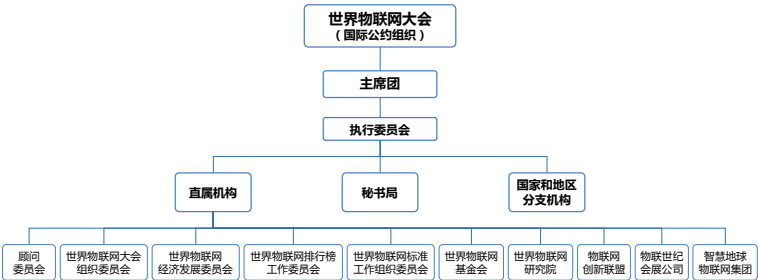 世界物联网大会
（国际公约组织）
主席团
执行委员会
直属机构
秘书局
国家和地区
分支机构
顾问
委员会
世界物联网大会
组织委员会
世界物联网
经济发展委员会
世界物联网排行榜
工作委员会
世界物联网标准
工作组织委员会
世界物联网
基金会
世界物联网
研究院
物联网
创新联盟
物联世纪
会展公司
智慧地球
物联网集团